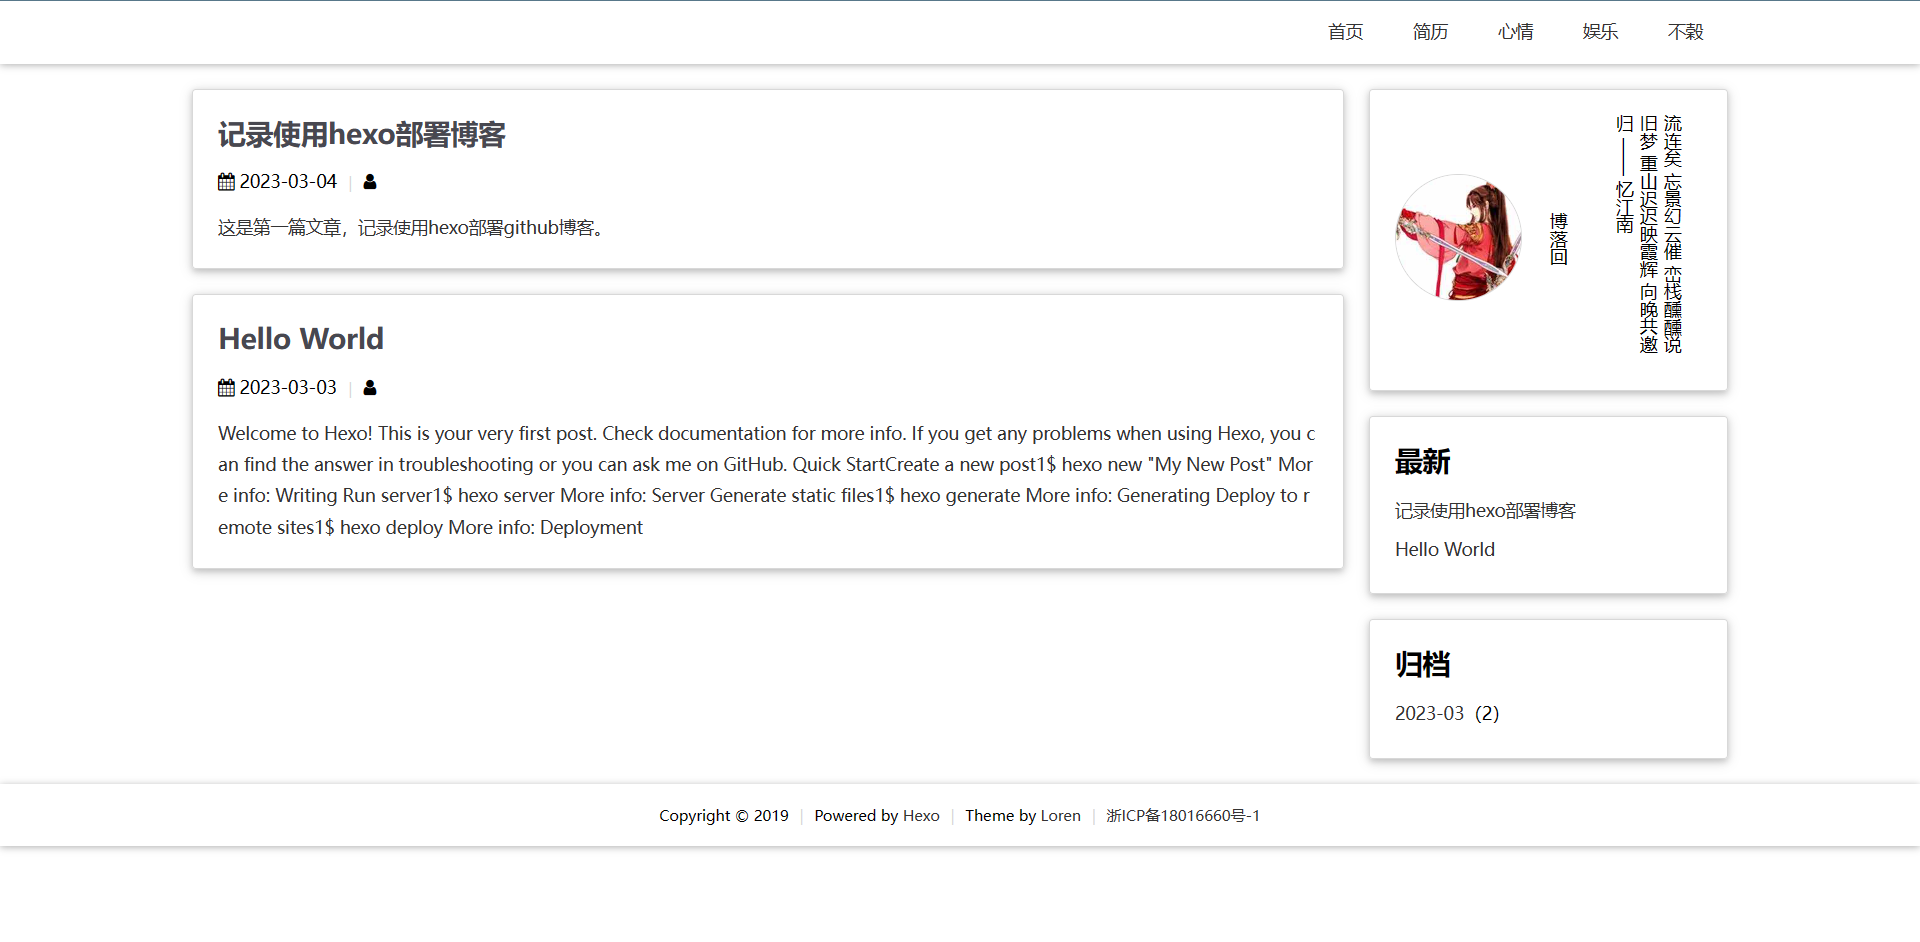 首页 简历 心情 娱乐 不榖
记录使用hexo部署博客
2023-03-04 |
这是第一篇文章，记录使用hexo部署github博客。
Hello World
2023-03-03 |
Welcome to Hexo! This is your very first post. Check documentation for more info. If you get any problems when using Hexo, you c
an find the answer in troubleshooting or you can ask me on GitHub. Quick StartCreate a new post1$ hexo new "My New Post" Mor
e info: Writing Run server1$ hexo server More info: Server Generate static files1$ hexo generate More info: Generating Deploy to r
emote sites1$ hexo deploy More info: Deployment
博落回
流连矣 忘景幻云催 峦栈醺醺说
旧梦 重山迟迟映霞辉 向晚共邀
归 —— 忆江南
最新
记录使用hexo部署博客
Hello World
归档
2023-03（2）
Copyright © 2019 | Powered by Hexo | Theme by Loren | 浙ICP备18016660号-1